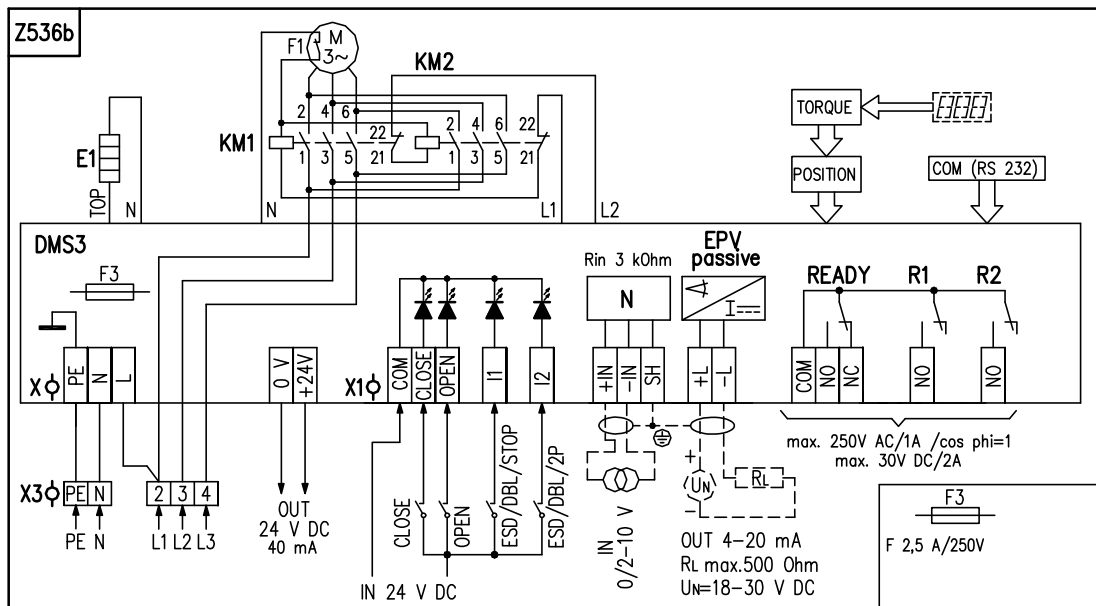 Z536b
M
3~
F1
KM2
2 4 6
22
2 4 6 22
KM1
1 3 5 21
1 3 5 21
E1
TOP
N
N
L1
L2
TORQUE
POSITION
COM (RS 232)
DMS3
F3
EPV
passive
Rin 3 kOhm
N
I
READY R1 R2
X
PE
N
L
0 V
+24V
X1
COM
CLOSE
OPEN
I1
I2
+IN
-IN
SH
+L
-L
COM
NO
NC
NO
NO
max. 250V AC/1A /cos phi=1
max. 30V DC/2A
X3
PE N
2 3 4
PE N
L1 L2 L3
OUT
24 V DC
40 mA
CLOSE
OPEN
ESD/DBL/STOP
ESD/DBL/2P
IN 24 V DC
IN
0/2-10 V
+
UN
-
RL
OUT 4-20 mA
RL max.500 Ohm
UN=18-30 V DC
F3
F 2,5 A/250V